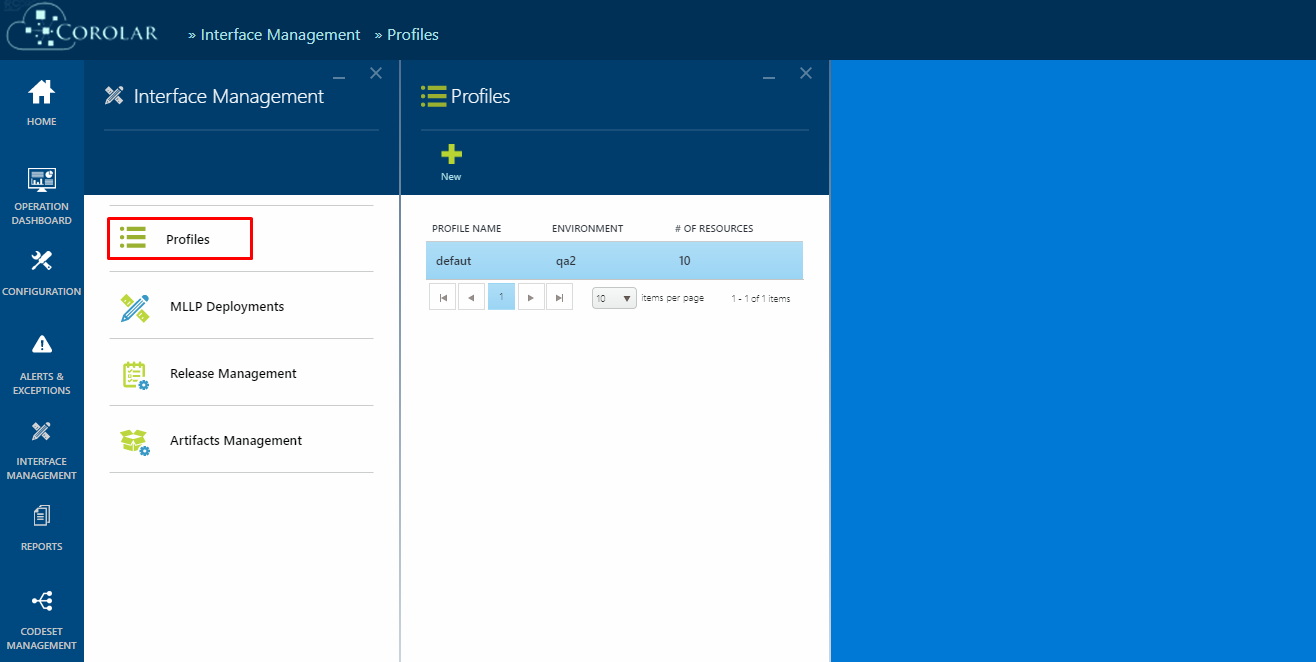 COROLAR
» Interface Management » Profiles
HOME
OPERATION
DASHBOARD
CONFIGURATION
ALERTS &
EXCEPTIONS
INTERFACE
MANAGEMENT
REPORTS
CODESET
MANAGEMENT
Interface Management
Profiles
MLLP Deployments
Release Management
Artifacts Management
Profiles
New
PROFILE NAME ENVIRONMENT # OF RESOURCES
defaut qa2 10
1 10 items per page 1 - 1 of 1 items